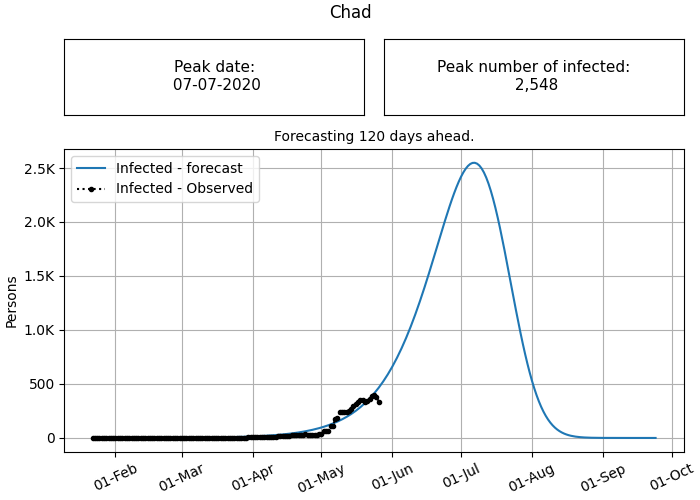 Chad
Peak date:
07-07-2020
Peak number of infected:
2,548
Forecasting 120 days ahead.
Infected - forecast
Infected - Observed
Persons
2.5K
2.0K
1.5K
1.0K
500
0
01-Feb
01-Mar
01-Apr
01-May
01-Jun
01-Jul
01-Aug
01-Sep
01-Oct